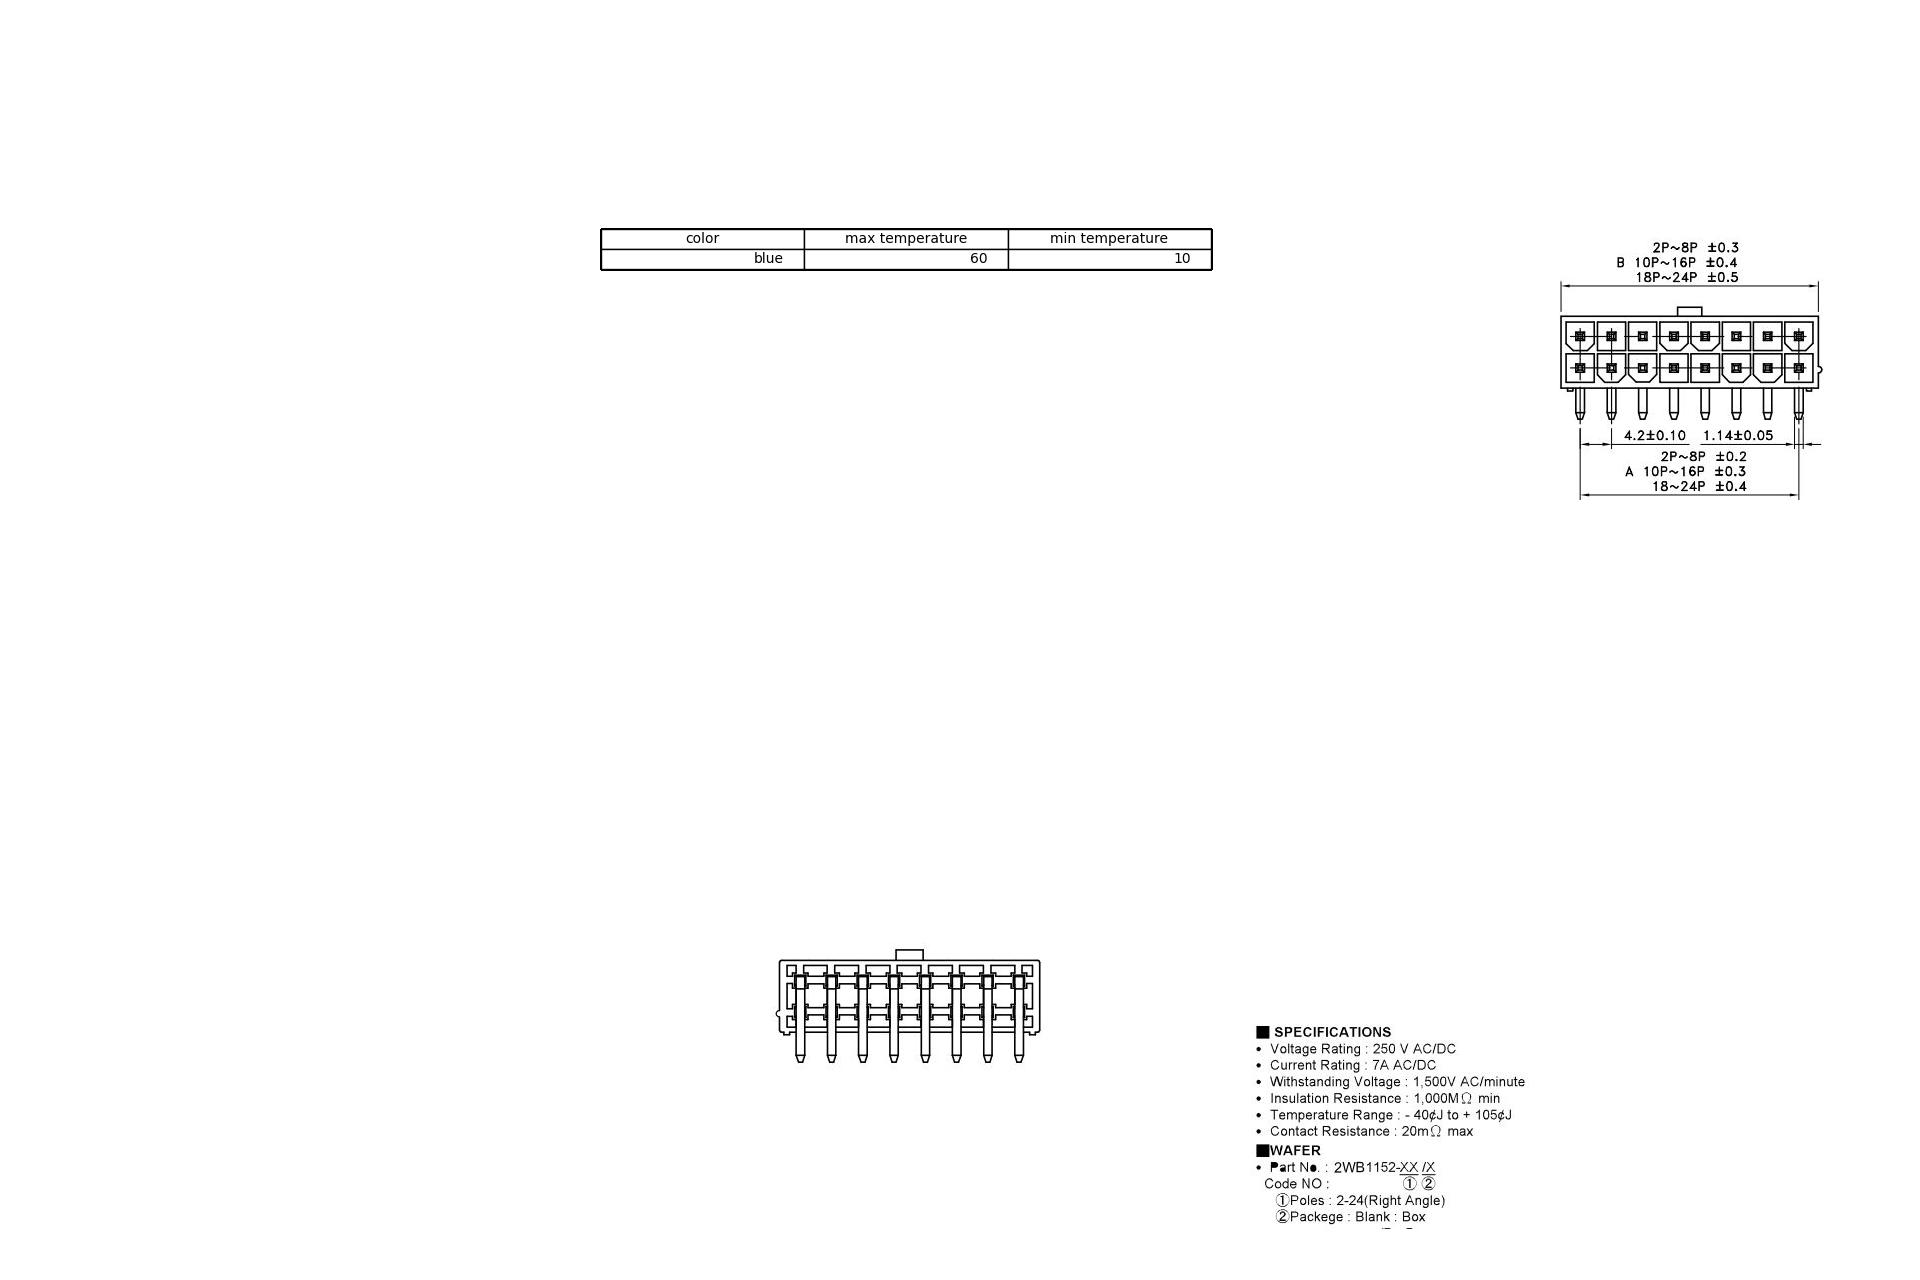 color max temperature min temperature
blue 60 10
2P~8P ±0.3
B 10P~16P ±0.4
18P~24P ±0.5
4.2±0.10 1.14±0.05
2P~8P ±0.2
A 10P~16P ±0.3
18~24P ±0.4
■ SPECIFICATIONS
• Voltage Rating : 250 V AC/DC
• Current Rating : 7A AC/DC
• Withstanding Voltage : 1,500V AC/minute
• Insulation Resistance : 1,000MΩ min
• Temperature Range : - 40¢J to + 105¢J
• Contact Resistance : 20mΩ max
■WAFER
• Part No. : 2WB1152-XX /X
Code NO : ① ②
①Poles : 2-24(Right Angle)
②Packege : Blank : Box